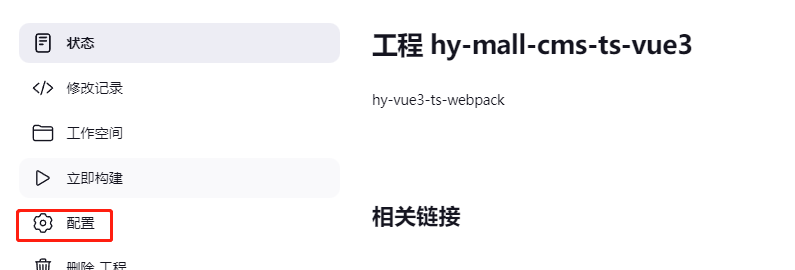 状态
修改记录
工作空间
立即构建
配置
删除 工程
工程 hy-mall-cms-ts-vue3
hy-vue3-ts-webpack
相关链接